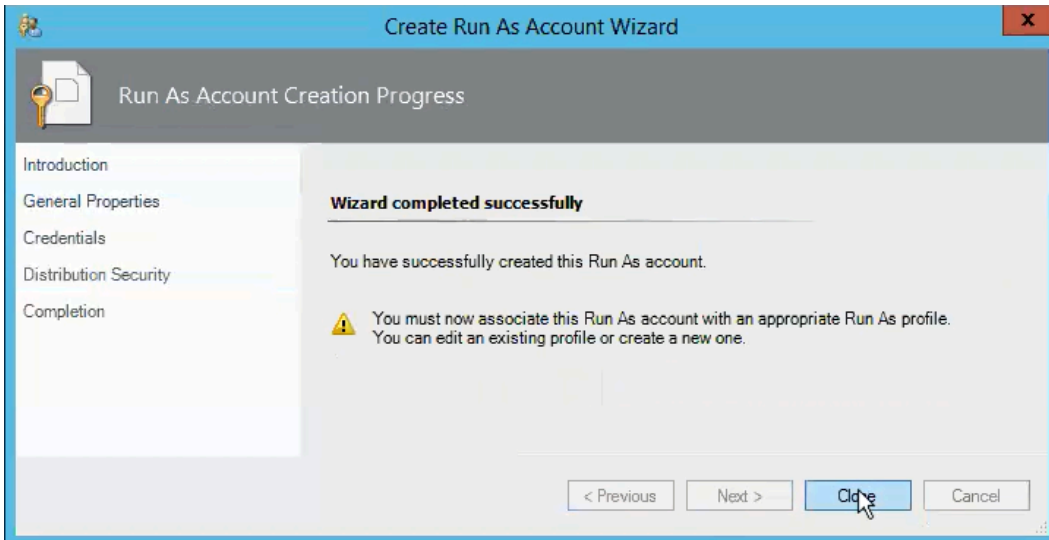 Create Run As Account Wizard
x
Run As Account Creation Progress
Introduction
General Properties
Credentials
Distribution Security
Completion
Wizard completed successfully
You have successfully created this Run As account.
You must now associate this Run As account with an appropriate Run As profile.
You can edit an existing profile or create a new one.
< Previous
Next >
Close
Cancel